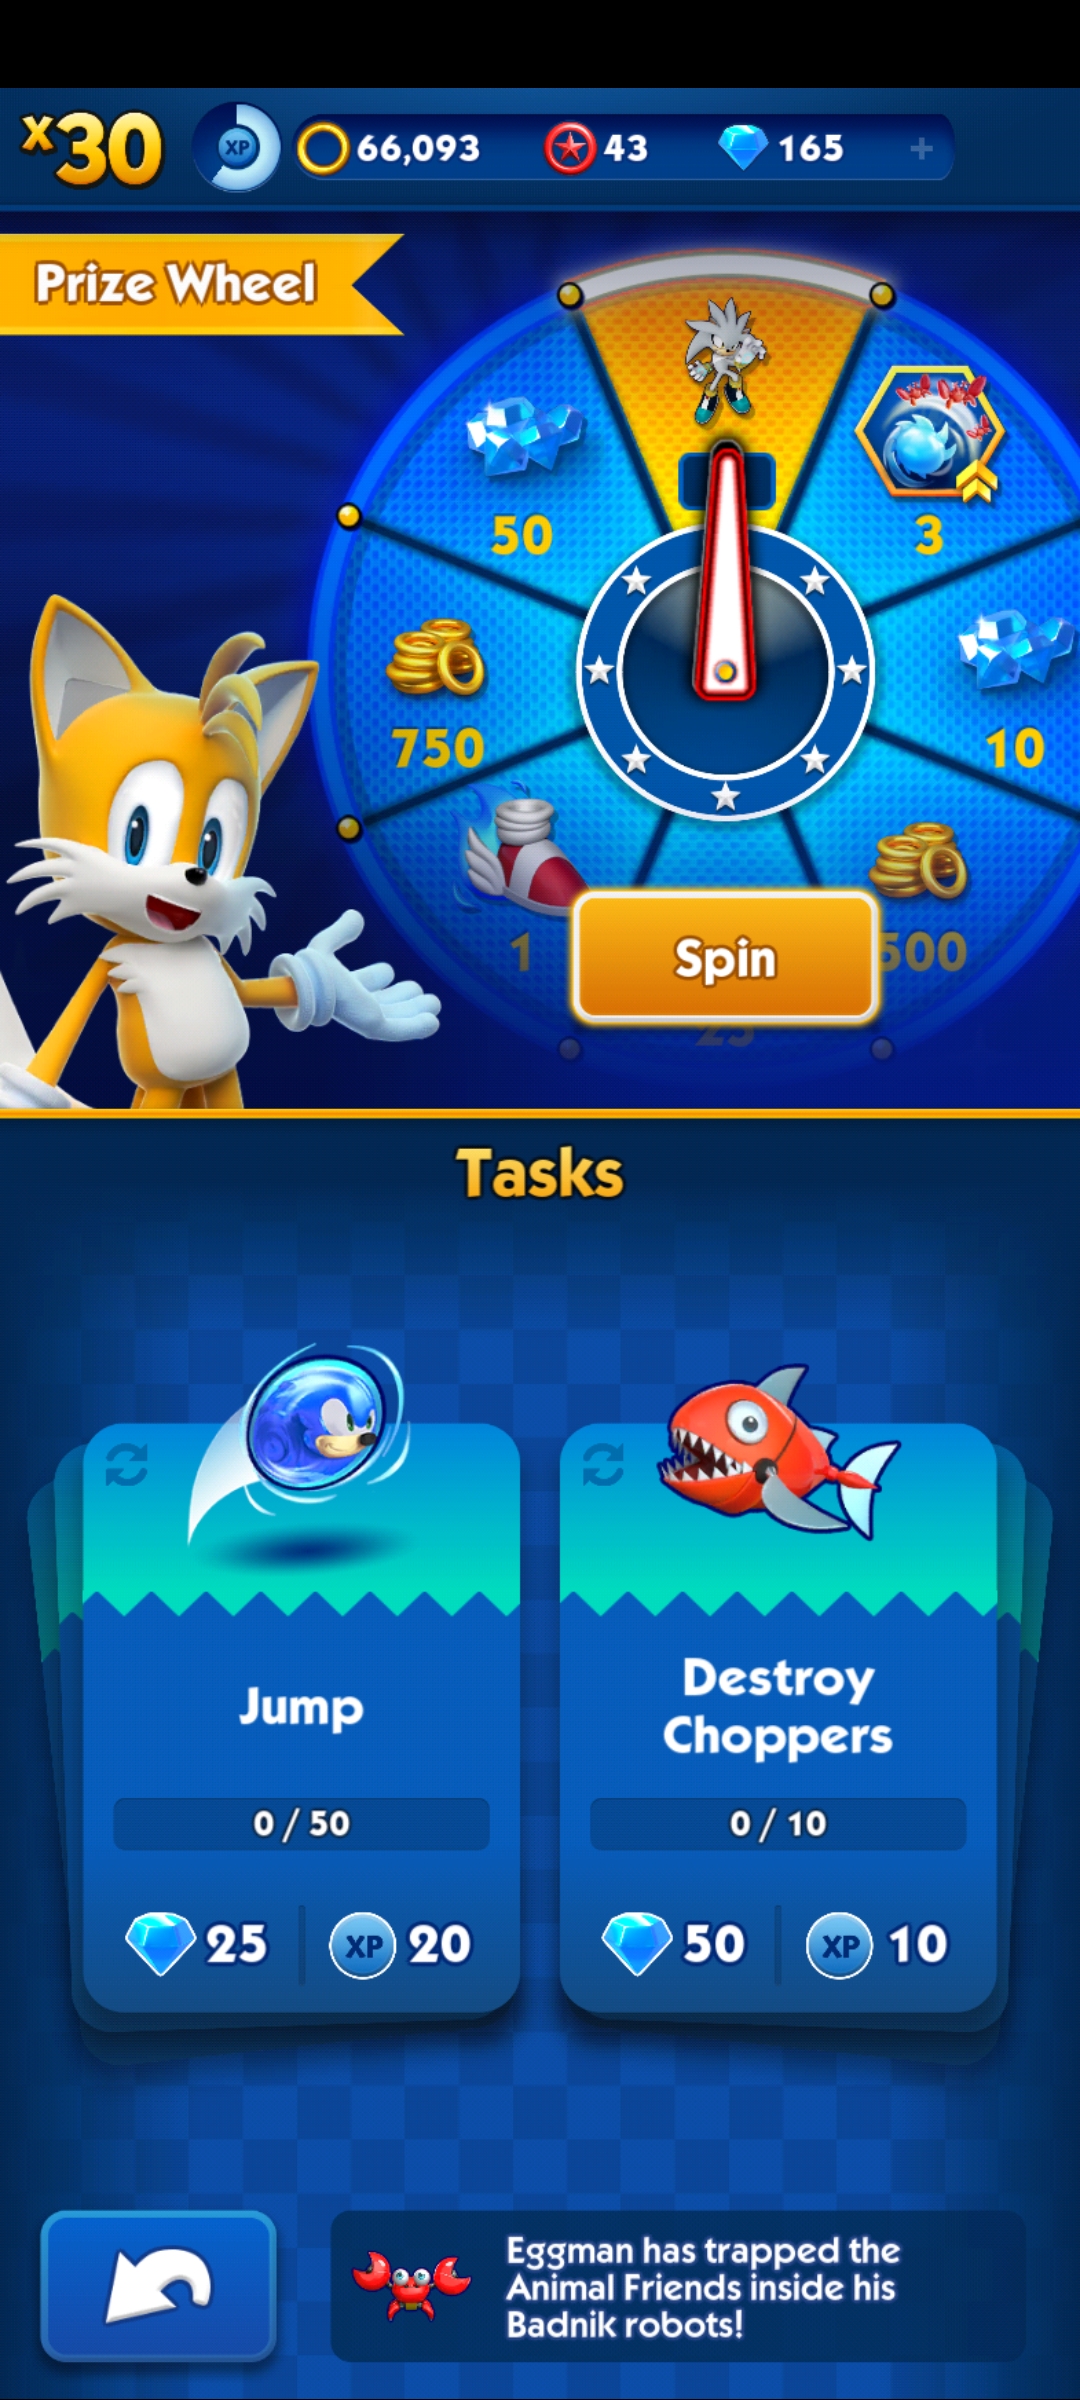 x30
XP
66,093
43
165
+
Prize Wheel
50
3
750
10
1
500
25
Spin
Tasks
Jump
0 / 50
25
XP
20
Destroy
Choppers
0 / 10
50
XP
10
Eggman has trapped the
Animal Friends inside his
Badnik robots!